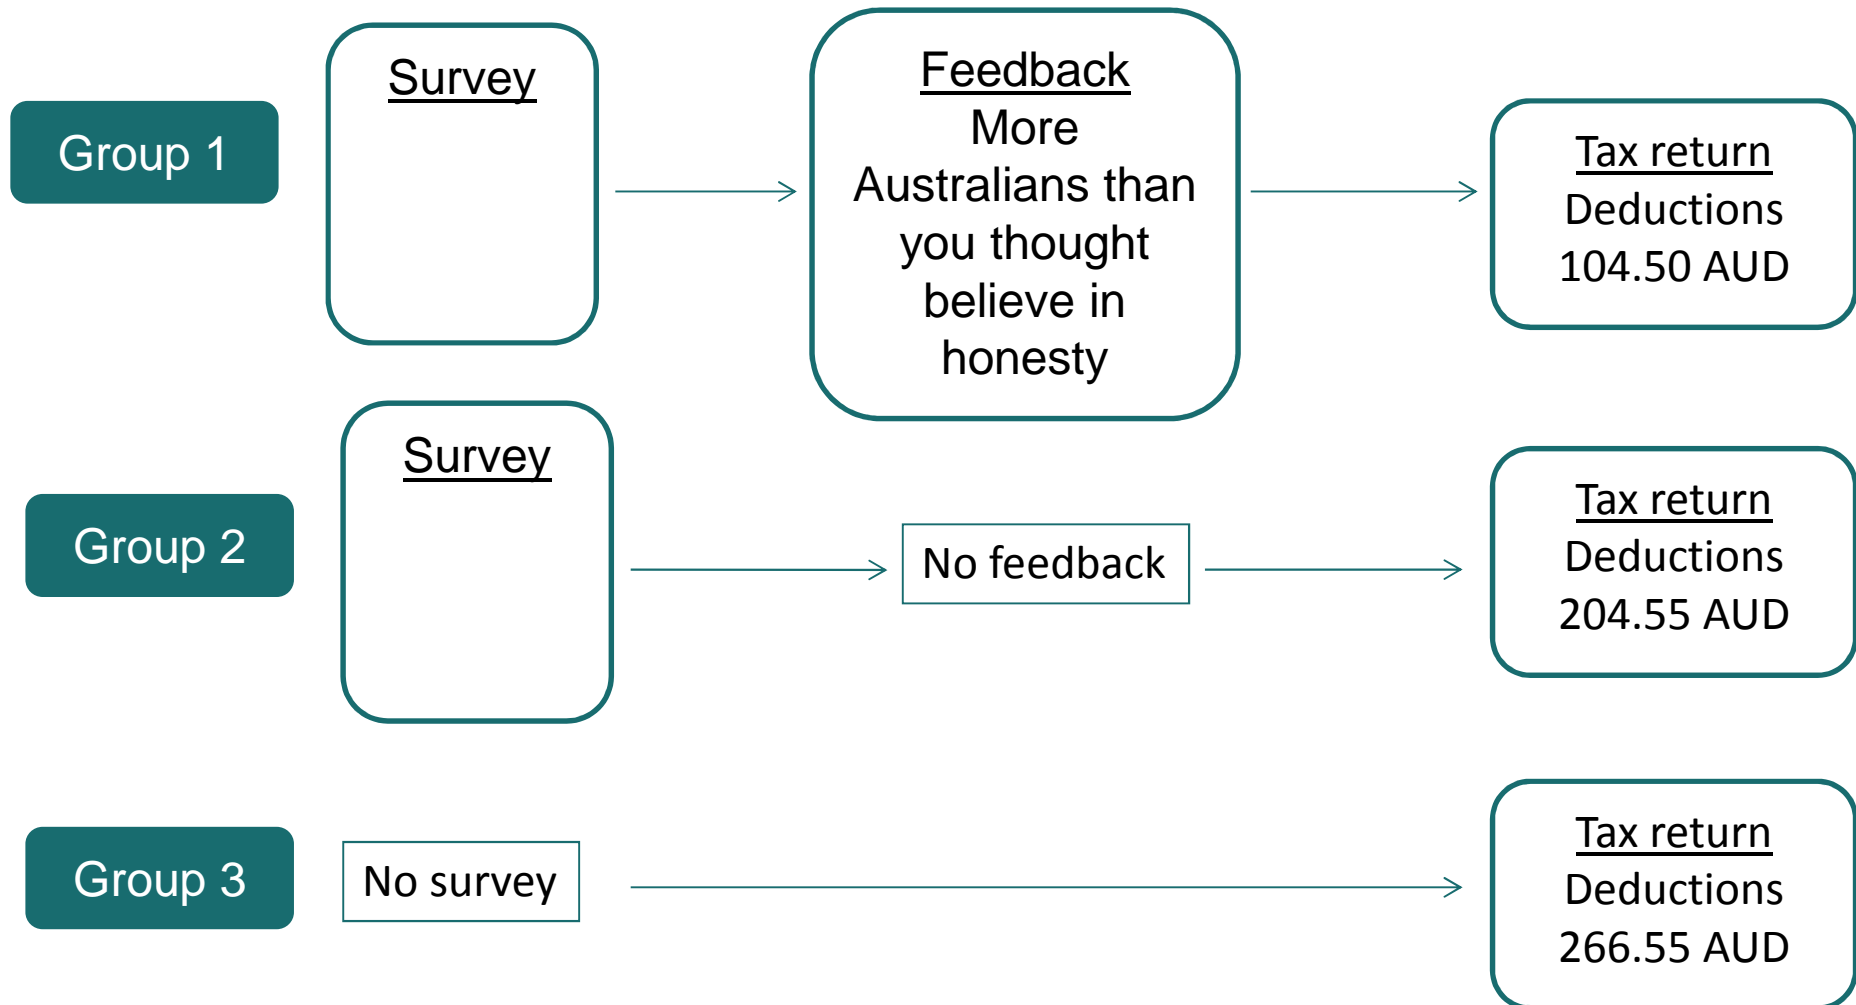 Group 1
Survey
Feedback
More
Australians than
you thought
believe in
honesty
Tax return
Deductions
104.50 AUD
Group 2
Survey
No feedback
Tax return
Deductions
204.55 AUD
Group 3
No survey
Tax return
Deductions
266.55 AUD